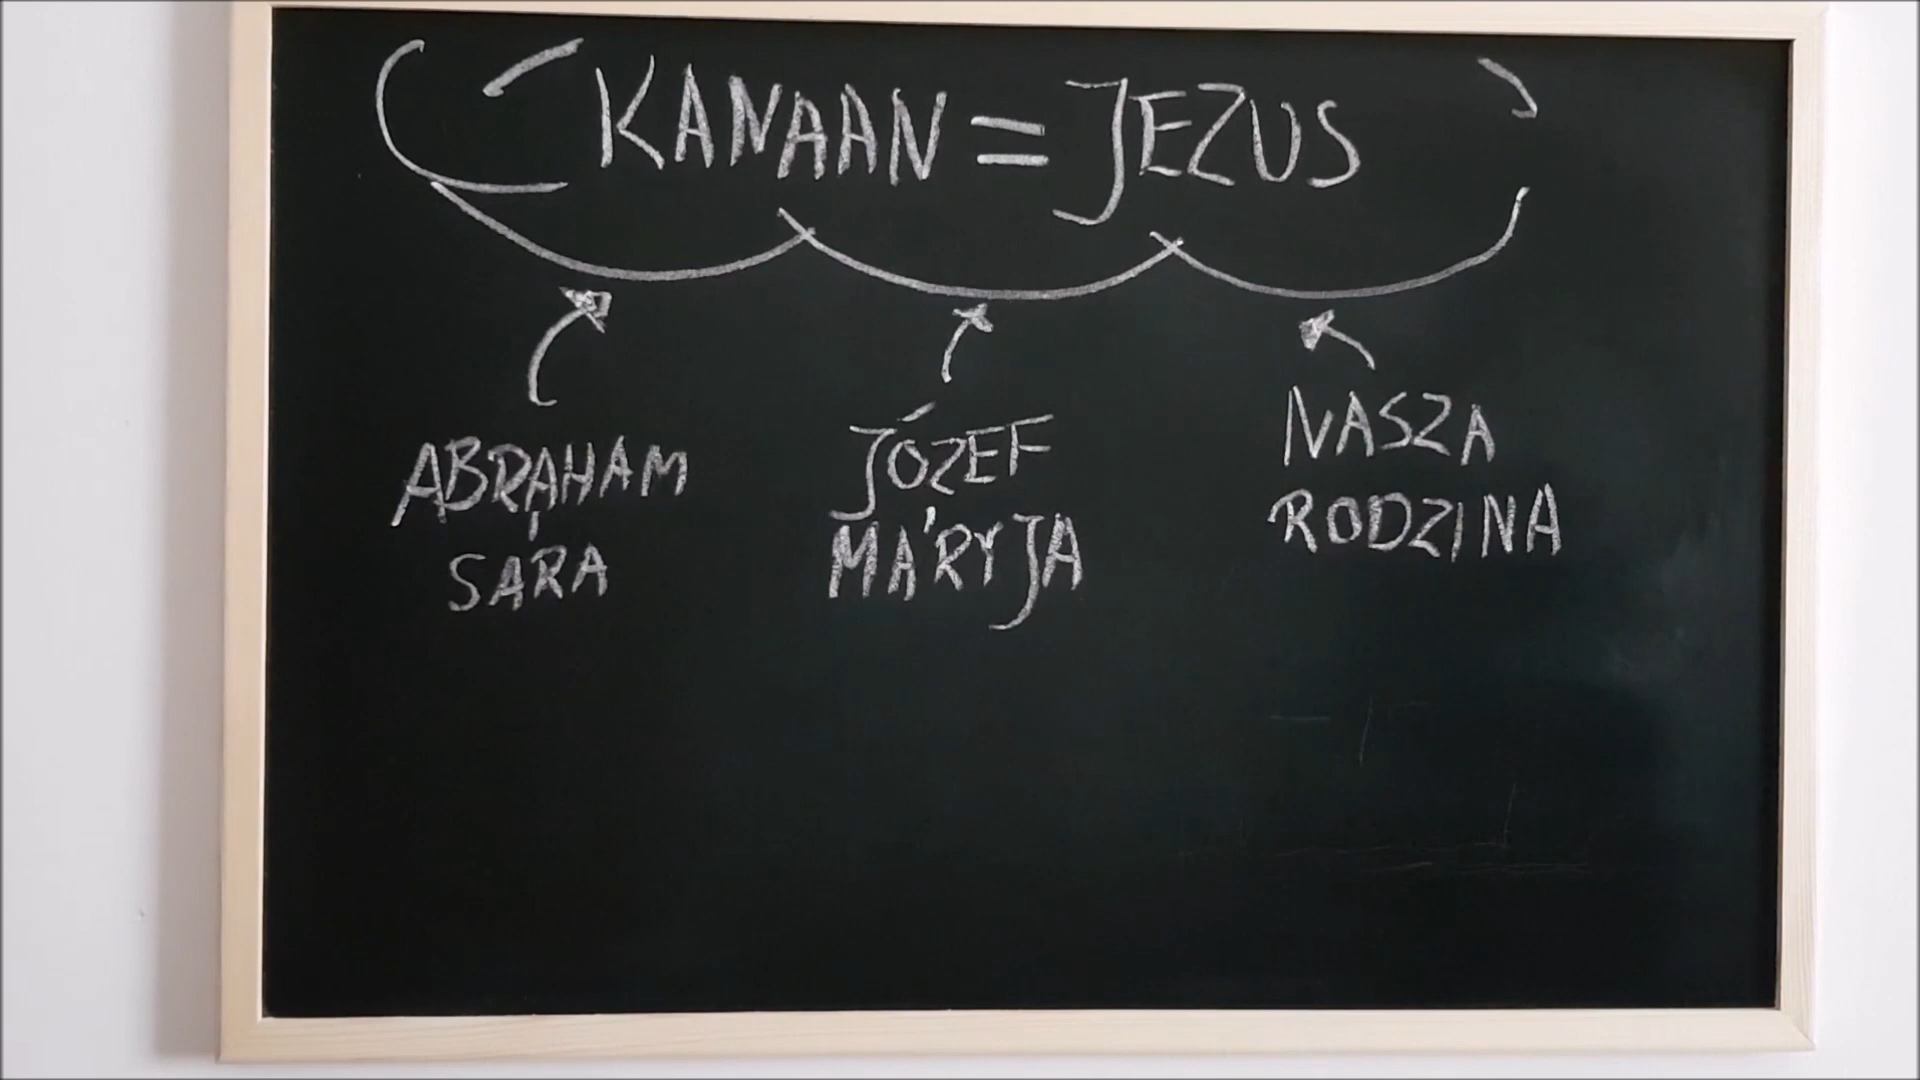 KANAAN = JEZUS
ABRAHAM
SARA
JÓZEF
MARYJA
NASZA
RODZINA